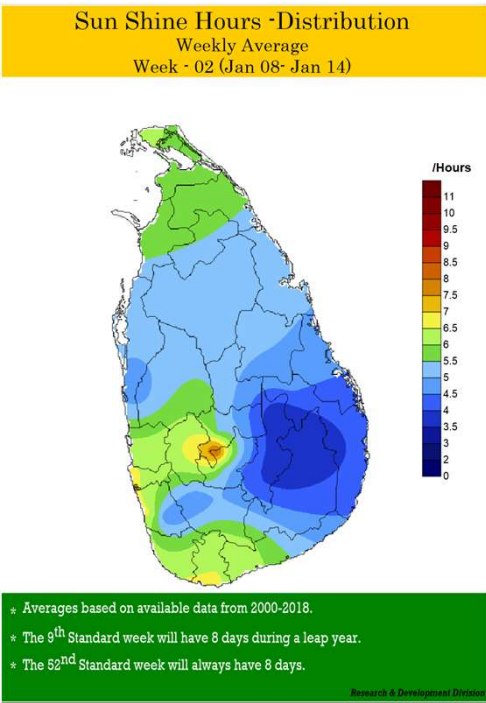 Sun Shine Hours -Distribution
Weekly Average
Week - 02 (Jan 08- Jan 14)
/Hours
11
10
9.5
9
8.5
8
7.5
7
6.5
6
5.5
5
4.5
4
3.5
3
2
0
* Averages based on available data from 2000-2018.
* The 9th Standard week will have 8 days during a leap year.
* The 52nd Standard week will always have 8 days.
Research & Development Division